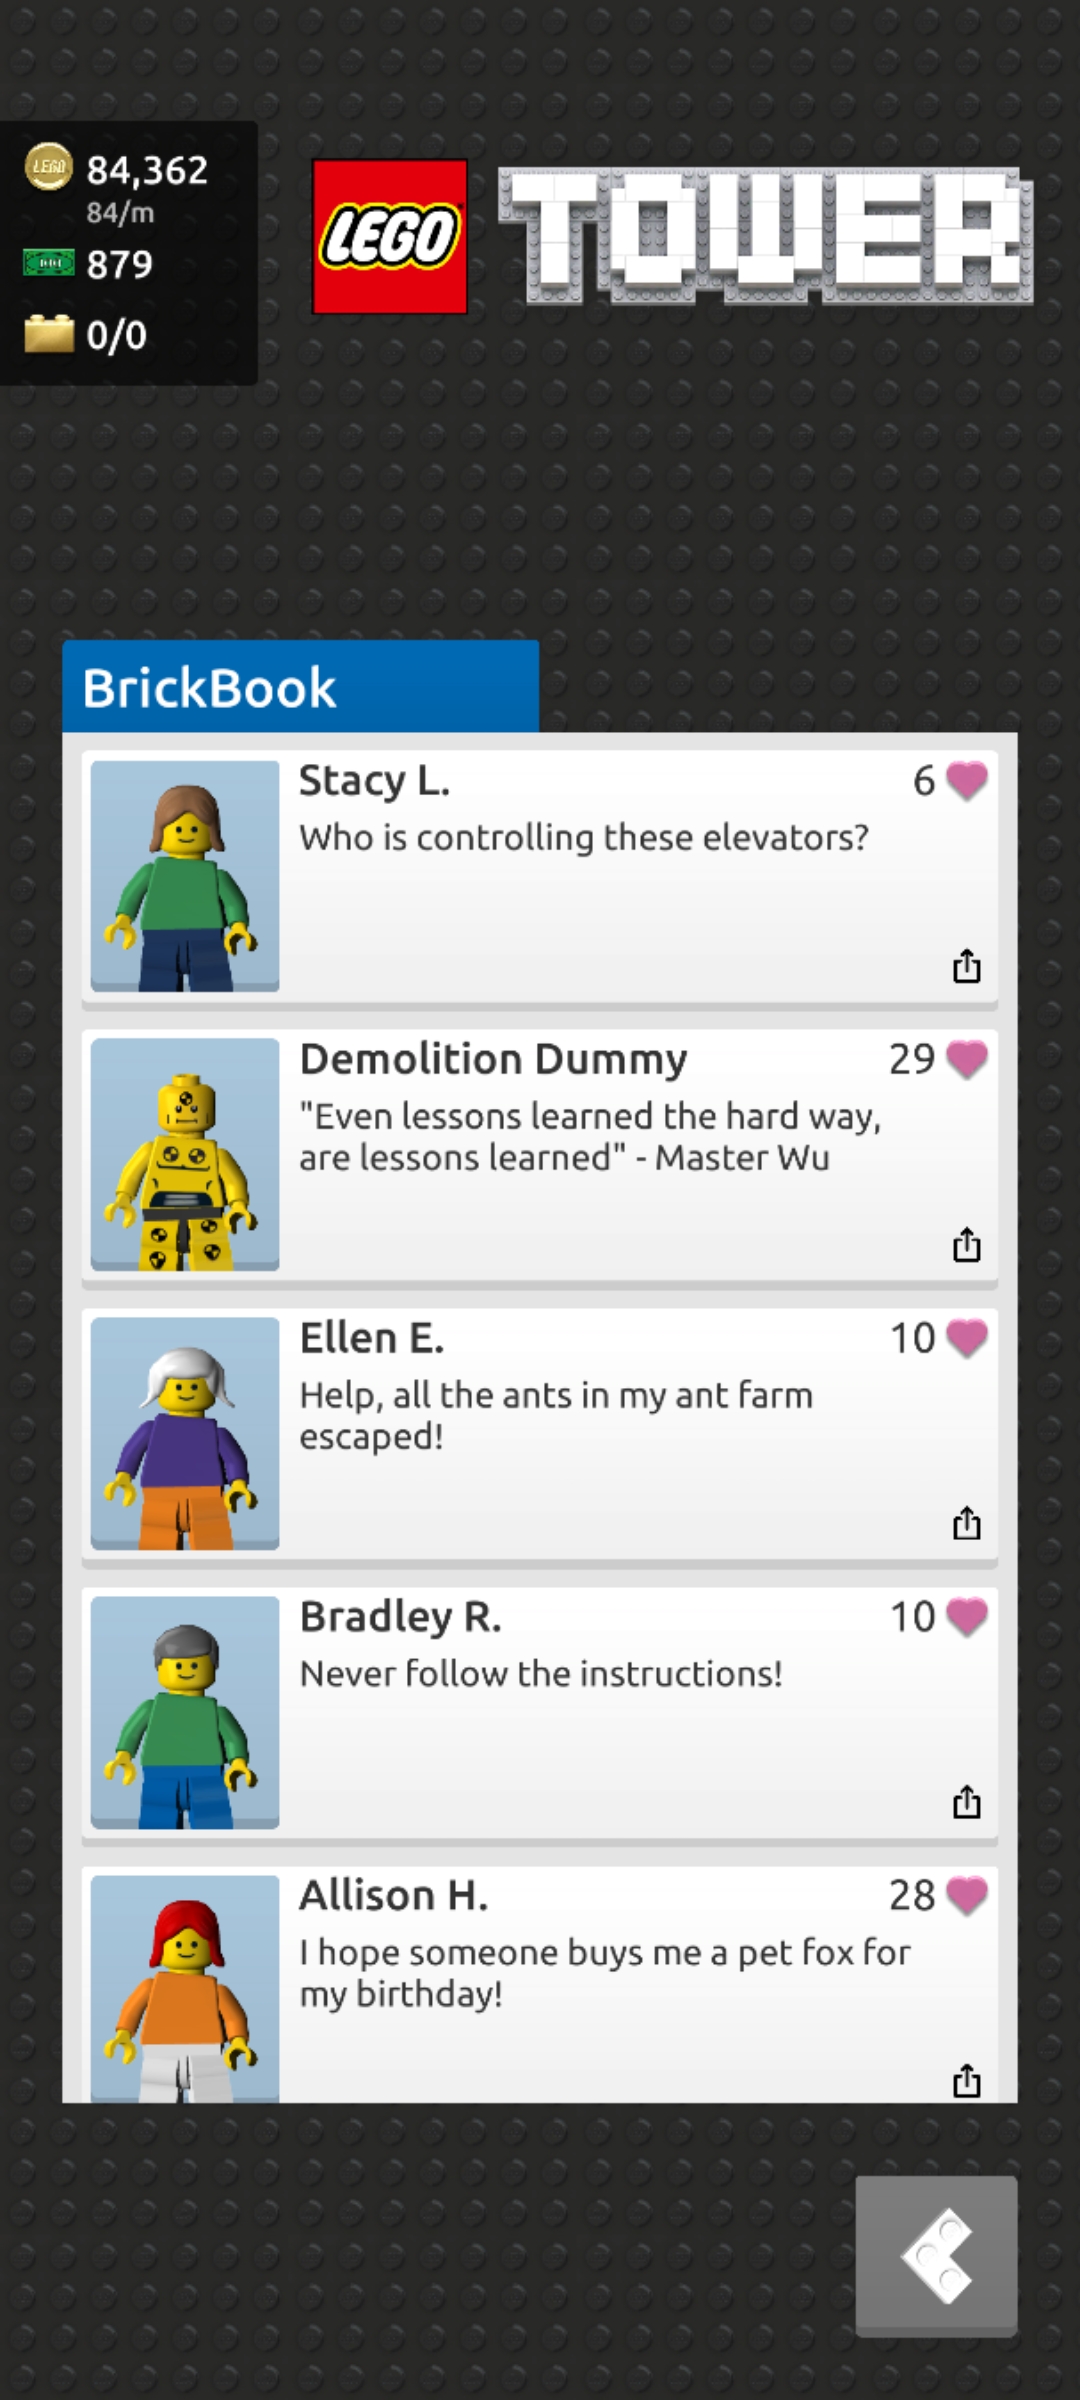 LEGO
84,362
84/m
879
0/0
LEGO TOWER
BrickBook
Stacy L.
6
Who is controlling these elevators?
Demolition Dummy
29
"Even lessons learned the hard way,
are lessons learned" - Master Wu
Ellen E.
10
Help, all the ants in my ant farm
escaped!
Bradley R.
10
Never follow the instructions!
Allison H.
28
I hope someone buys me a pet fox for
my birthday!